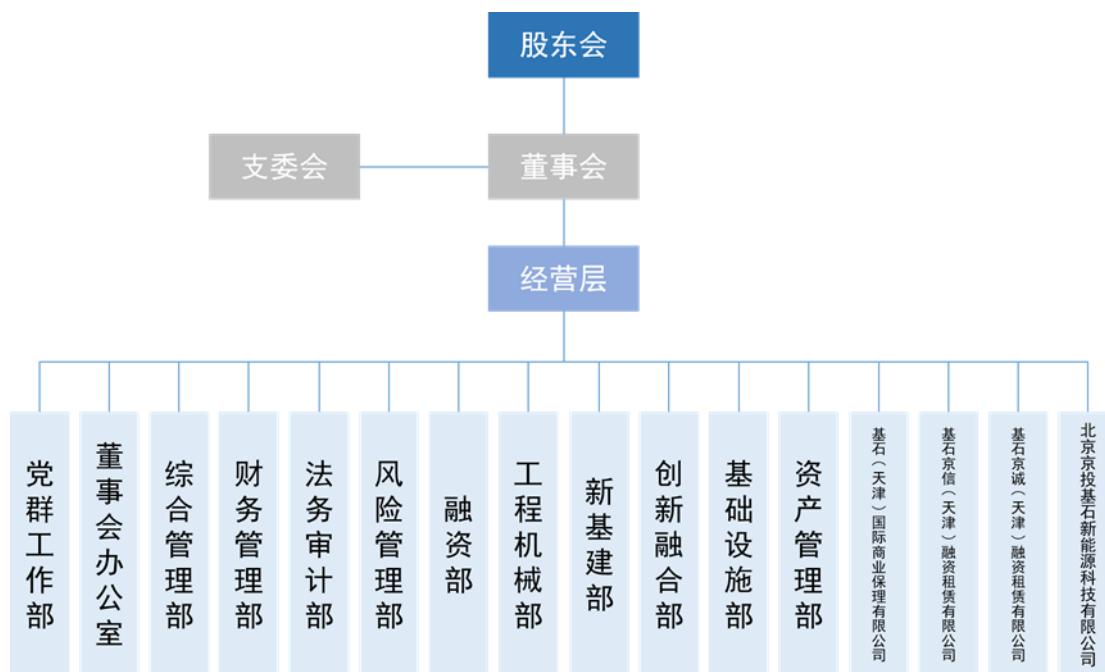 股东会
支委会
董事会
经营层
党群工作部
董事会办公室
综合管理部
财务管理部
法务审计部
风险管理部
融资部
工程机械部
新基建部
创新融合部
基础设施部
资产管理部
基石（天津）国际商业保理有限公司
基石京信（天津）融资租赁有限公司
基石京诚（天津）融资租赁有限公司
北京京投基石新能源科技有限公司